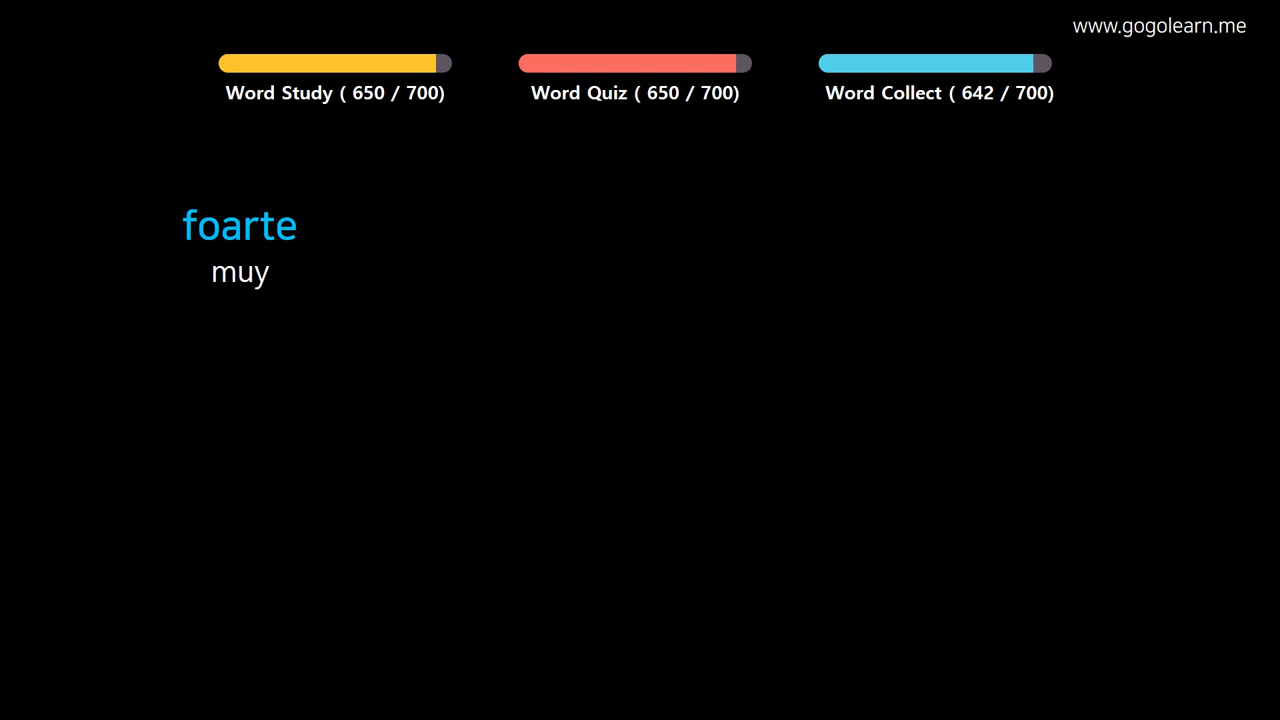 www.gogolearn.me
Word Study ( 650 / 700)
Word Quiz ( 650 / 700)
Word Collect ( 642 / 700)
foarte
muy